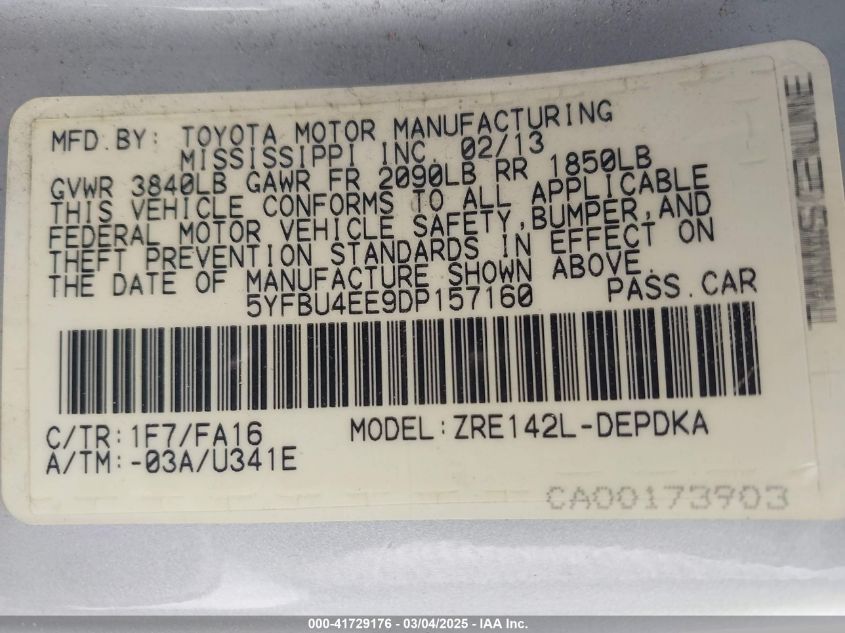 MFD.BY: TOYOTA MOTOR MANUFACTURING
MISSISSIPPI INC. 02/13
GVWR 3840LB GAWR FR 2090LB RR 1850LB
THIS VEHICLE CONFORMS TO ALL APPLICABLE
FEDERAL MOTOR VEHICLE SAFETY,BUMPER,AND
THEFT PREVENTION STANDARDS IN EFFECT ON
THE DATE OF MANUFACTURE SHOWN ABOVE.
5YFBU4EE9DP157160 PASS.CAR
C/TR:1F7/FA16 MODEL:ZRE142L-DEPDKA
A/TM:-03A/U341E
CA00173903
000-41729176 - 03/04/2025 - IAA Inc.